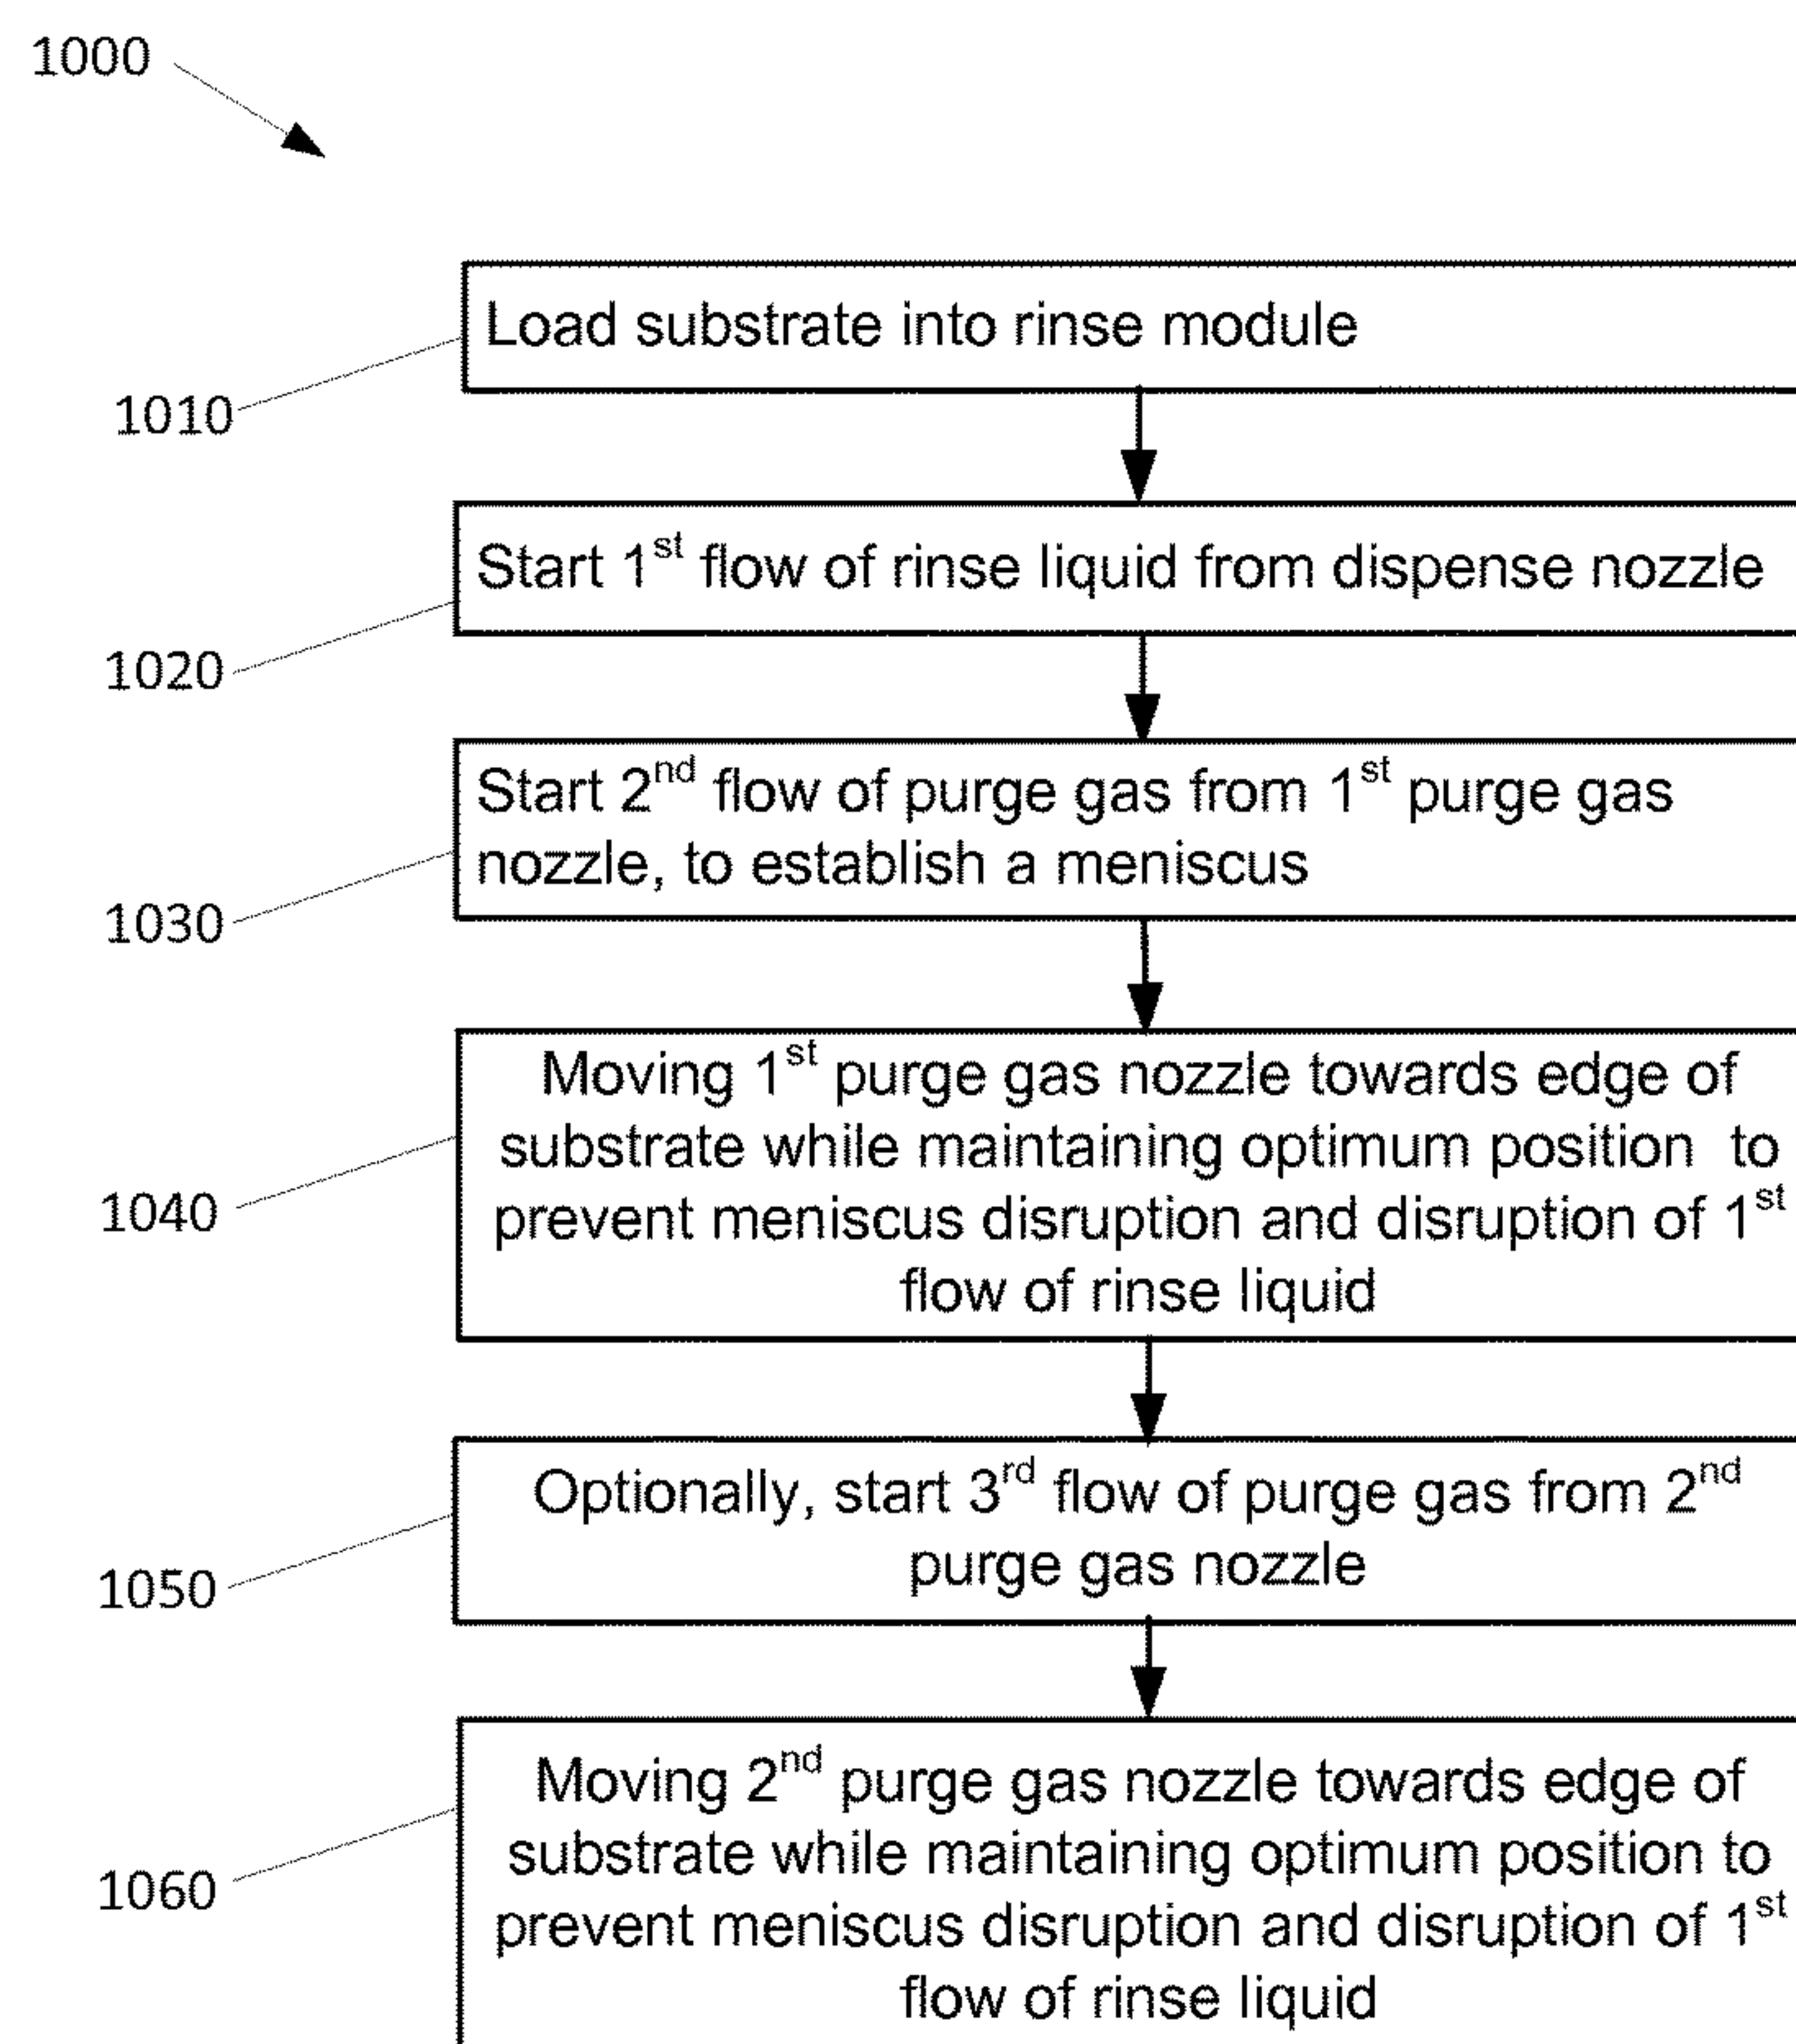 1000
Load substrate into rinse module
1010
Start 1st flow of rinse liquid from dispense nozzle
1020
Start 2nd flow of purge gas from 1st purge gas
nozzle, to establish a meniscus
1030
Moving 1st purge gas nozzle towards edge of
substrate while maintaining optimum position to
prevent meniscus disruption and disruption of 1st
flow of rinse liquid
1040
Optionally, start 3rd flow of purge gas from 2nd
purge gas nozzle
1050
Moving 2nd purge gas nozzle towards edge of
substrate while maintaining optimum position to
prevent meniscus disruption and disruption of 1st
flow of rinse liquid
1060